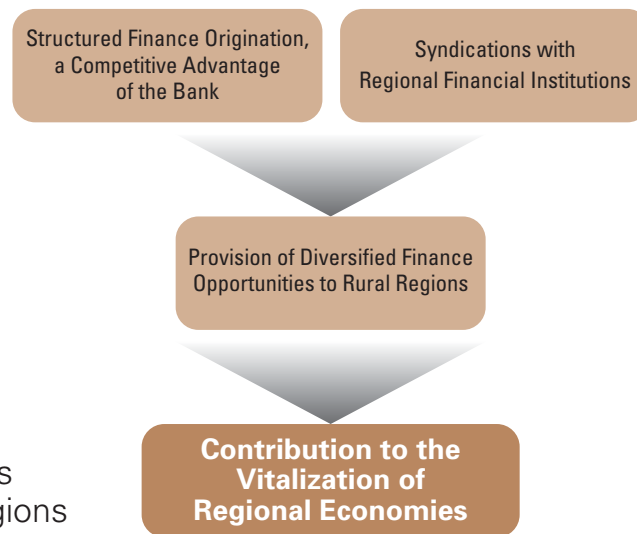 Structured Finance Origination,
a Competitive Advantage
of the Bank
Syndications with
Regional Financial Institutions
Provision of Diversified Finance
Opportunities to Rural Regions
Contribution to the
Vitalization of
Regional Economies